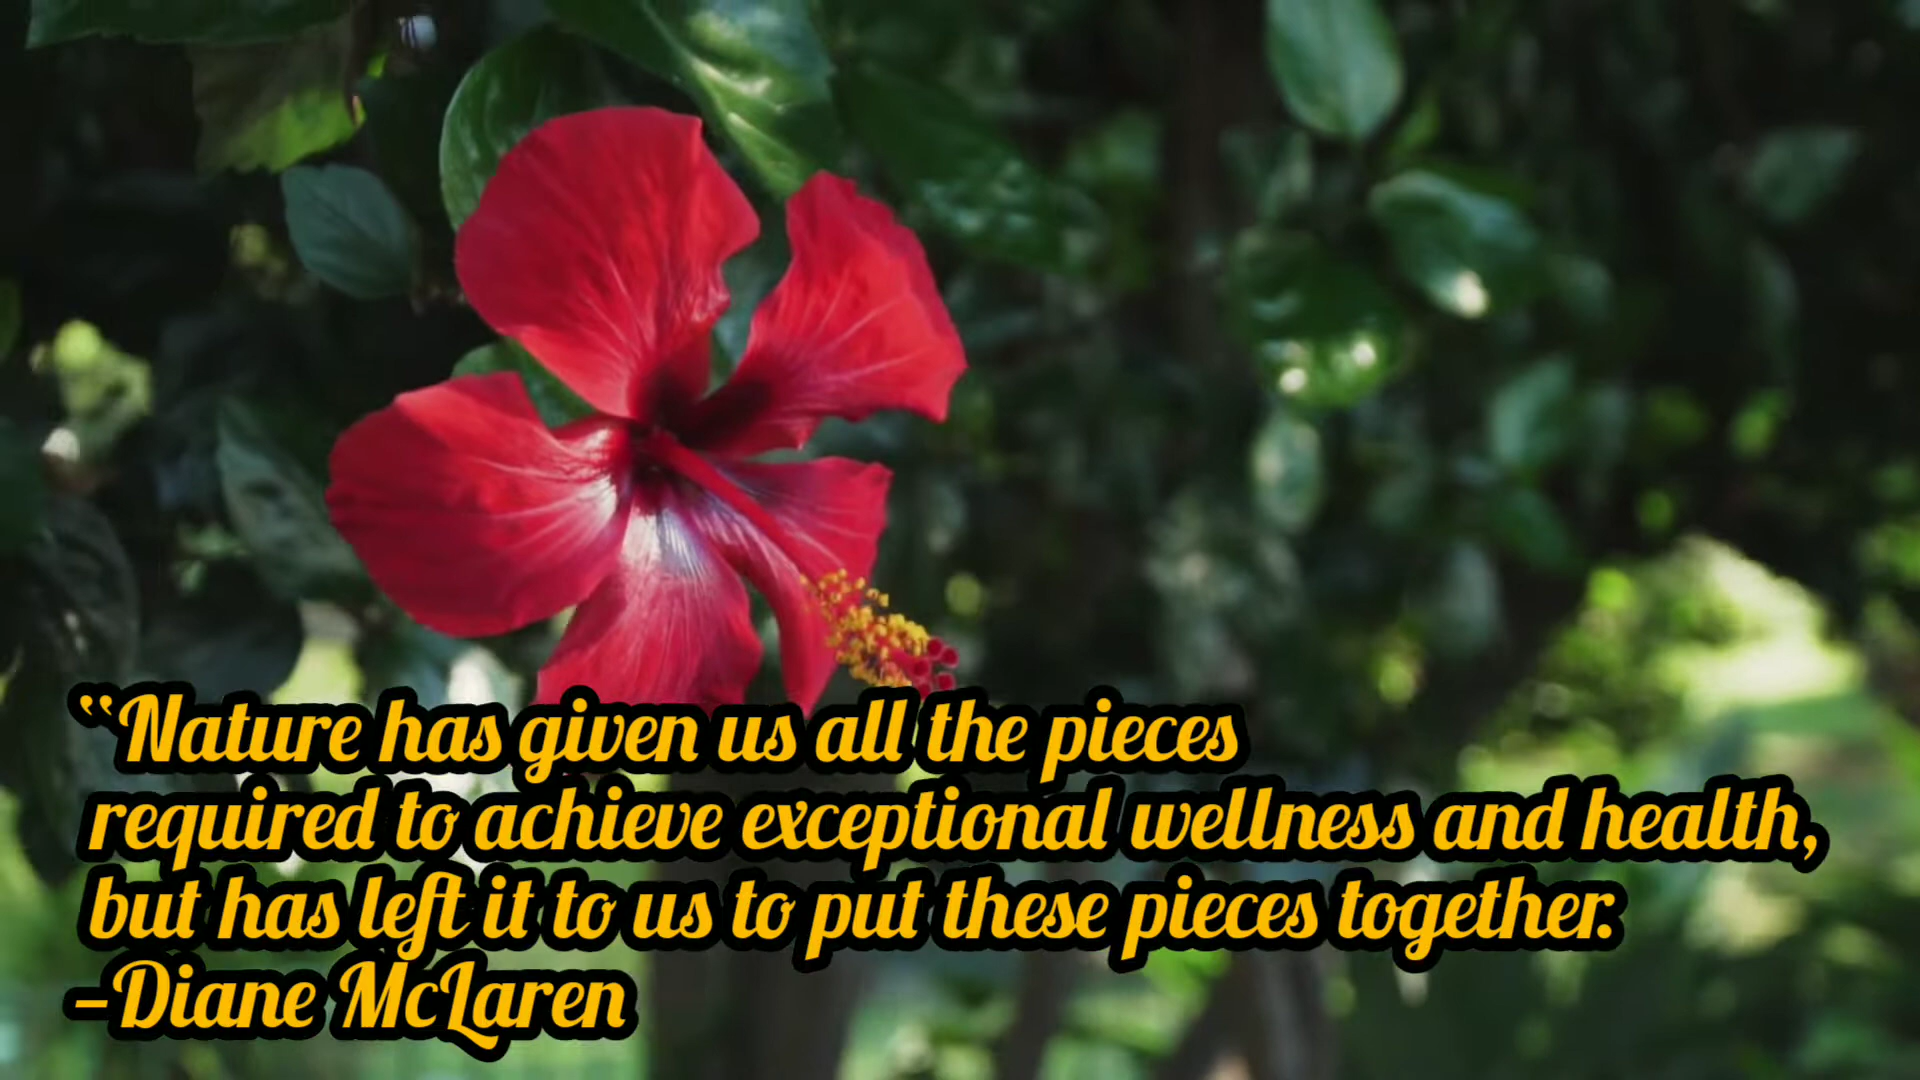 “Nature has given us all the pieces
required to achieve exceptional wellness and health,
but has left it to us to put these pieces together.
–Diane McLaren